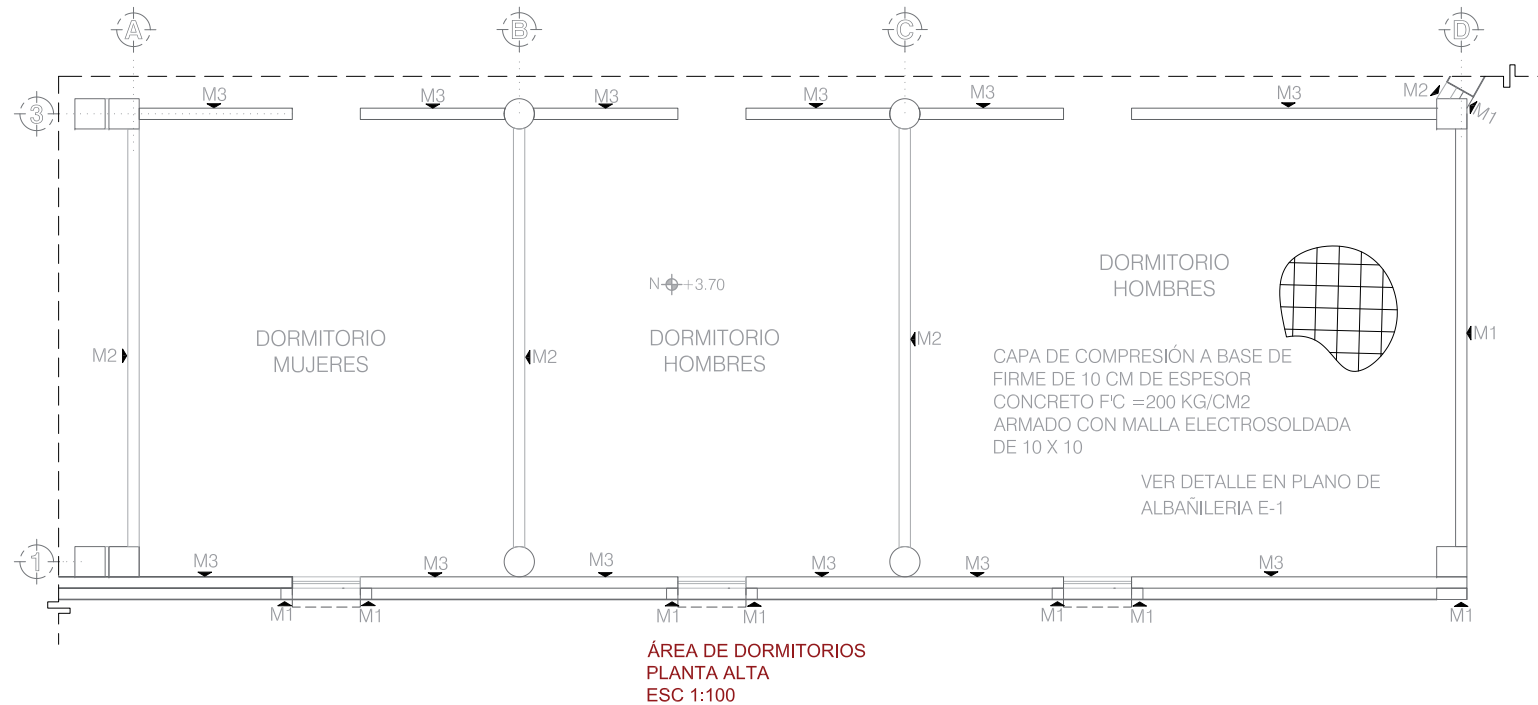 A
B
C
D
3
M3
M3
M3
M3
M3
M3
M2
M1
DORMITORIO
HOMBRES
N +3.70
DORMITORIO
MUJERES
DORMITORIO
HOMBRES
M2
M2
M2
M1
CAPA DE COMPRESIÓN A BASE DE
FIRME DE 10 CM DE ESPESOR
CONCRETO F'C =200 KG/CM2
ARMADO CON MALLA ELECTROSOLDADA
DE 10 X 10
VER DETALLE EN PLANO DE
ALBAÑILERIA E-1
1
M3
M3
M3
M3
M3
M3
M1
M1
M1
M1
M1
M1
M1
ÁREA DE DORMITORIOS
PLANTA ALTA
ESC 1:100